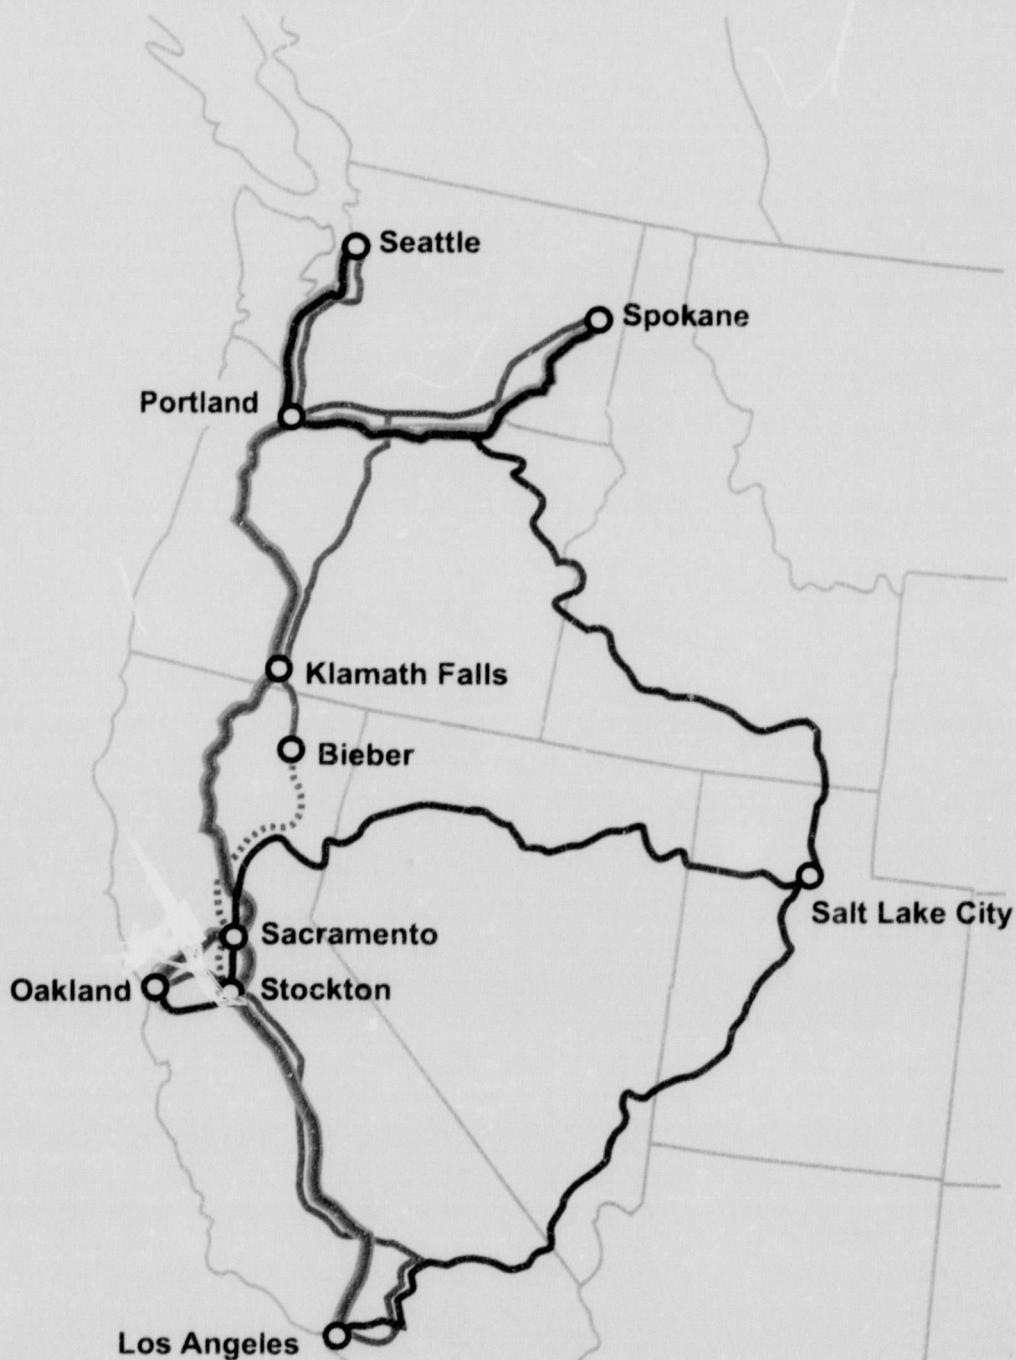 Seattle
Spokane
Portland
Klamath Falls
Bieber
Salt Lake City
Sacramento
Oakland
Stockton
Los Angeles